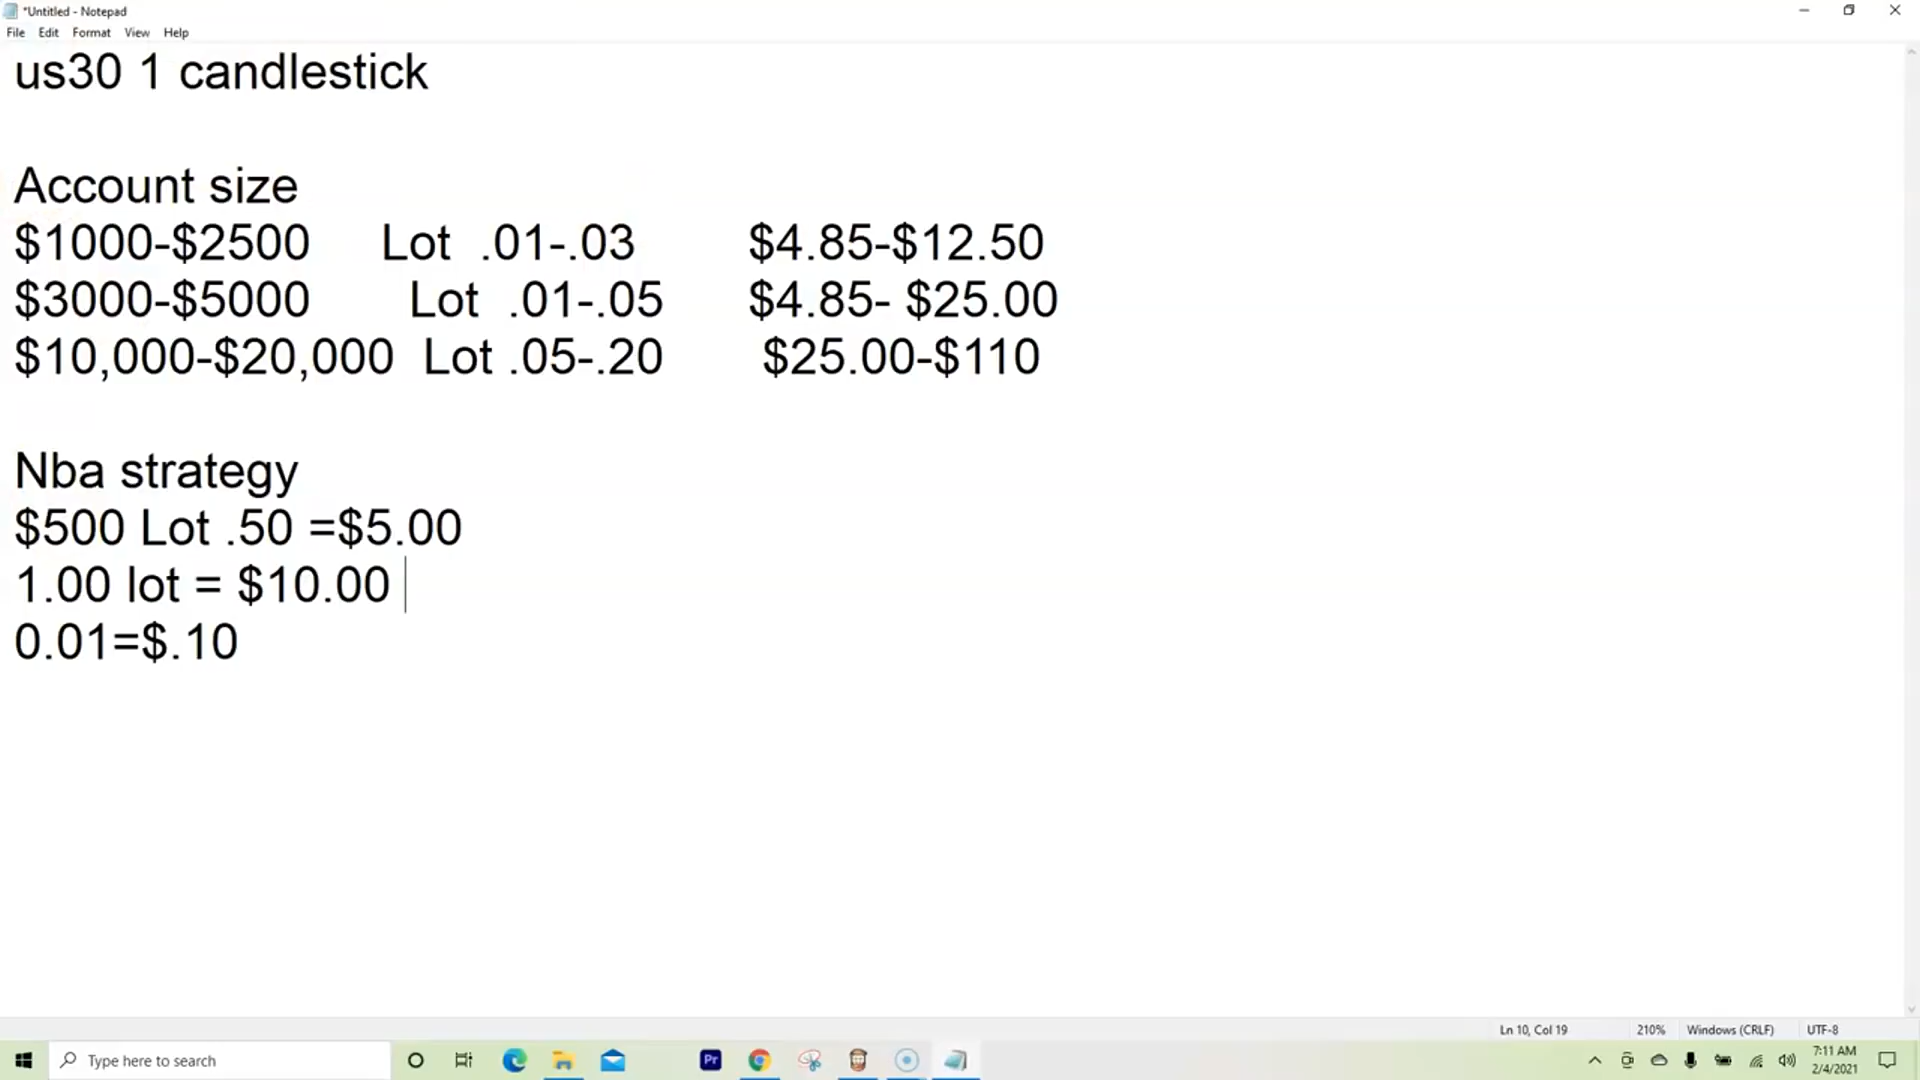 *Untitled - Notepad
File Edit Format View Help
us30 1 candlestick
Account size
$1000-$2500 Lot .01-.03 $4.85-$12.50
$3000-$5000 Lot .01-.05 $4.85- $25.00
$10,000-$20,000 Lot .05-.20 $25.00-$110
Nba strategy
$500 Lot .50 =$5.00
1.00 lot = $10.00
0.01=$.10
Ln 10, Col 19 210% Windows (CRLF) UTF-8
Type here to search
Pr
7:11 AM
2/4/2021